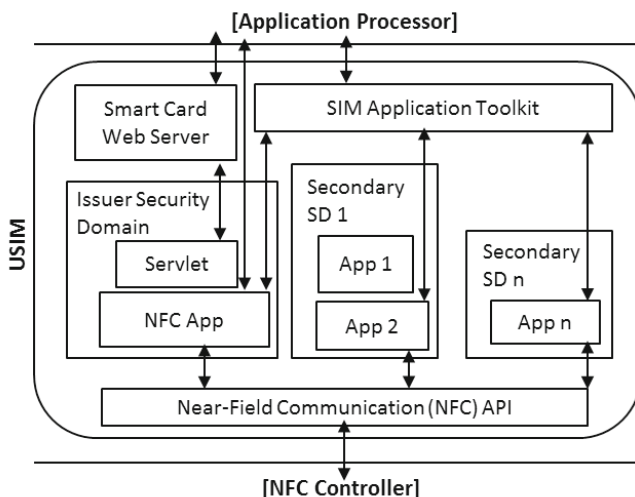 [Application Processor]
Smart Card
Web Server
SIM Application Toolkit
USIM
Issuer Security
Domain
Servlet
NFC App
Secondary
SD 1
App 1
App 2
Secondary
SD n
App n
Near-Field Communication (NFC) API
[NFC Controller]